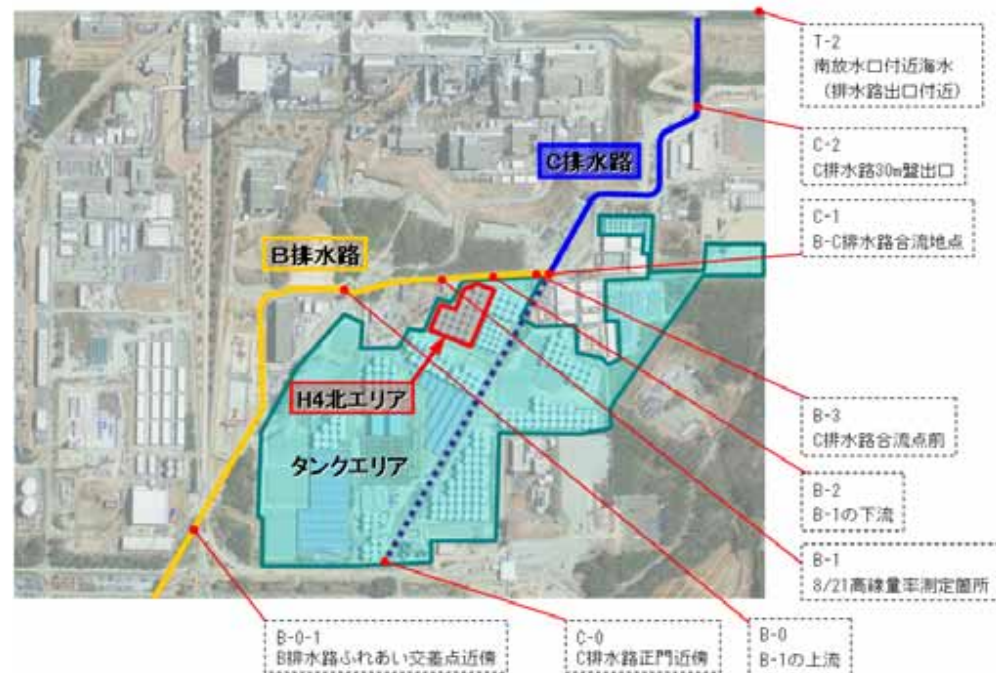 T-2
南放水口付近海水
(排水路出口付近)
C排水路
C-2
C排水路30m盤出口
C-1
B-C排水路合流地点
B排水路
H4北エリア
タンクエリア
B-3
C排水路合流点前
B-2
B-1の下流
B-1
8/21高線量率測定箇所
B-0-1
B排水路ふれあい交差点近傍
C-0
C排水路正門近傍
B-0
B-1の上流